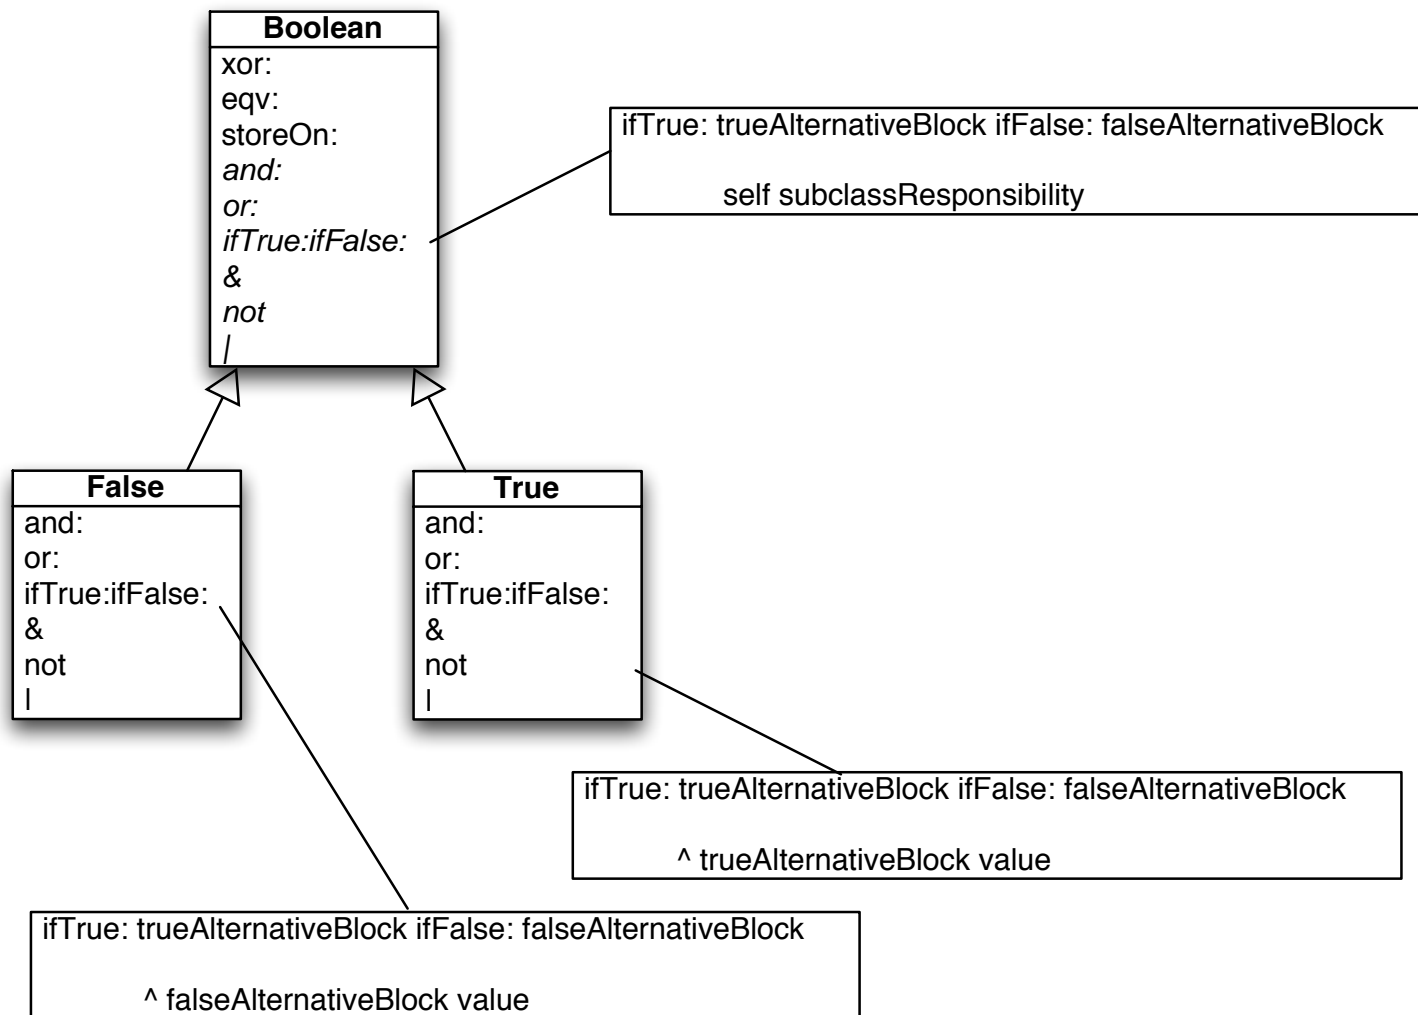 Boolean
xor:
eqv:
storeOn:
and:
or:
ifTrue:ifFalse:
&
not
|
ifTrue: trueAlternativeBlock ifFalse: falseAlternativeBlock
self subclassResponsibility
False
and:
or:
ifTrue:ifFalse:
&
not
|
True
and:
or:
ifTrue:ifFalse:
&
not
|
ifTrue: trueAlternativeBlock ifFalse: falseAlternativeBlock
^ trueAlternativeBlock value
ifTrue: trueAlternativeBlock ifFalse: falseAlternativeBlock
^ falseAlternativeBlock value